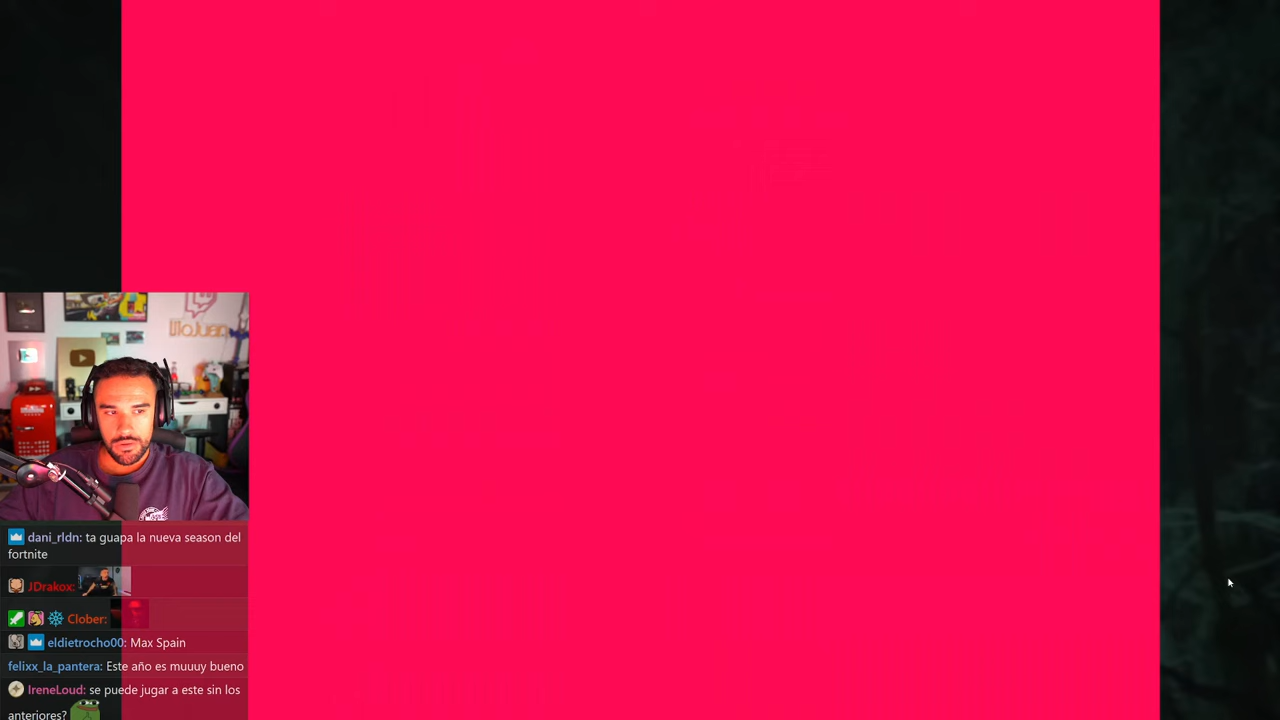 IlloJuan
dani_rldn: ta guapa la nueva season del
fortnite
JDrakox:
Clober:
eldietrocho00: Max Spain
felixx_la_pantera: Este año es muuuy bueno
IreneLoud: se puede jugar a este sin los
anteriores?